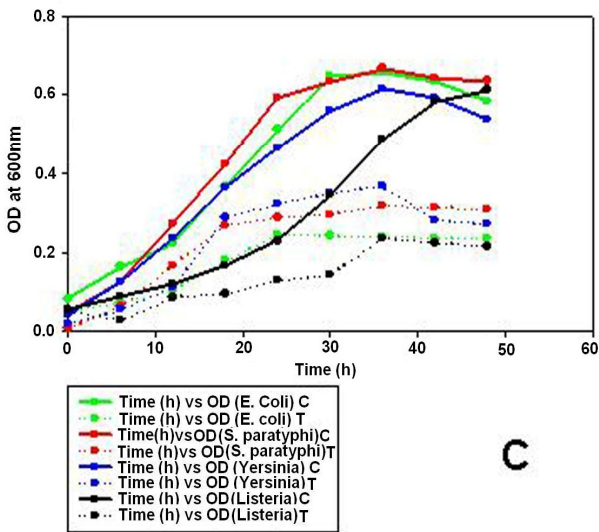 0.8
0.6
0.4
0.2
0.0
OD at 600nm
0 10 20 30 40 50 60
Time (h)
Time (h) vs OD (E. Coli) C
Time (h) vs OD (E. coli) T
Time(h)vsOD(S. paratyphi)C
Time (h)vs OD(S. paratyphi)T
Time (h) vs OD (Yersinia) C
Time (h) vs OD (Yersinia)T
Time (h) vs OD(Listeria)C
Time (h) vs OD(Listeria)T
C